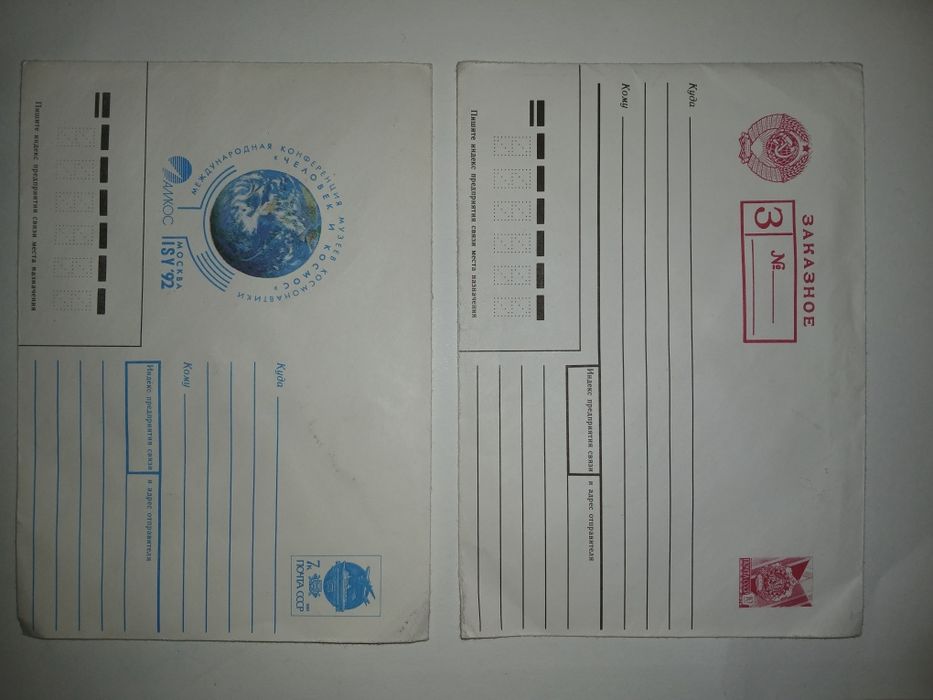 МЕЖДУНАРОДНАЯ КОНФЕРЕНЦИЯ МУЗЕЕВ КОСМОНАВТИКИ
«ЧЕЛОВЕК И КОСМОС»
АМКОС
МОСКВА
ISY'92
Пишите индекс предприятия связи места назначения
7к
ПОЧТА СССР
Куда
Кому
Индекс предприятия связи и адрес отправителя
ЗАКАЗНОЕ
З
№
Куда
Кому
Индекс предприятия связи и адрес отправителя
Пишите индекс предприятия связи места назначения